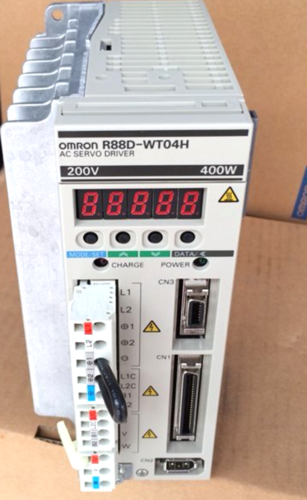 omron R88D-WT04H
AC SERVO DRIVER
200V 400W
88888
MODE/SET DATA
CHARGE POWER
CN3
L1
L2
⊕1
⊕2
⊖
CN1
L1C
L2C
B1
B2
V
W
CN2